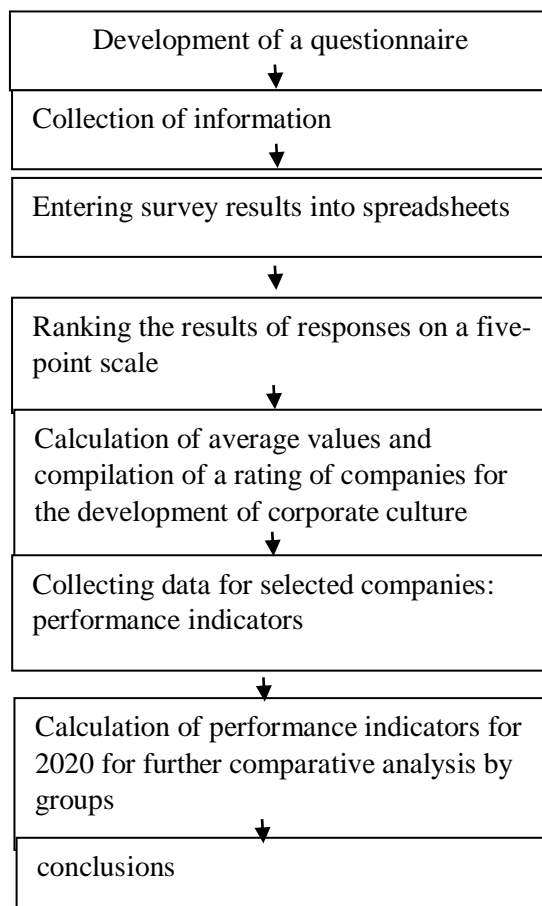 Development of a questionnaire
Collection of information
Entering survey results into spreadsheets
Ranking the results of responses on a five-
point scale
Calculation of average values and
compilation of a rating of companies for
the development of corporate culture
Collecting data for selected companies:
performance indicators
Calculation of performance indicators for
2020 for further comparative analysis by
groups
conclusions